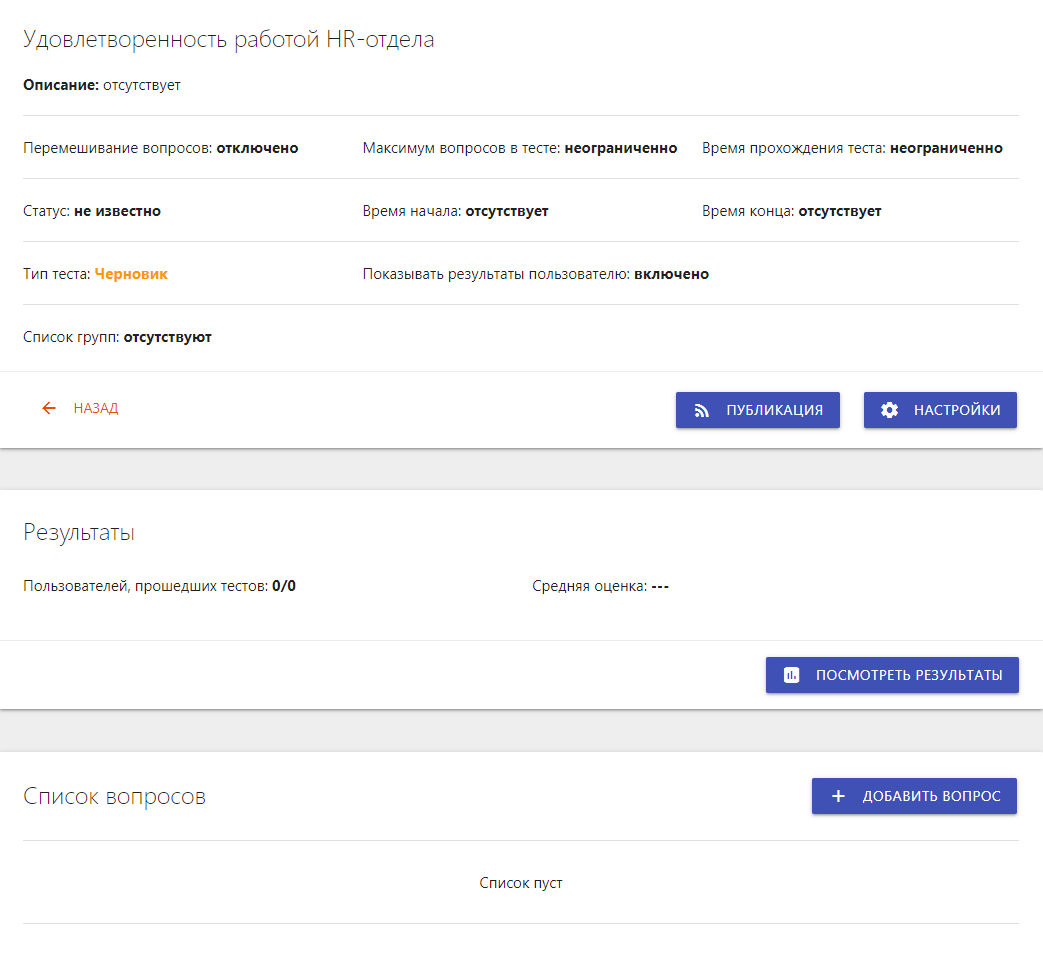 Удовлетворенность работой HR-отдела
Описание: отсутствует
Перемешивание вопросов: отключено Максимум вопросов в тесте: неограниченно Время прохождения теста: неограниченно
Статус: не известно Время начала: отсутствует Время конца: отсутствует
Тип теста: Черновик Показывать результаты пользователю: включено
Список групп: отсутствуют
НАЗАД ПУБЛИКАЦИЯ НАСТРОЙКИ
Результаты
Пользователей, прошедших тестов: 0/0 Средняя оценка: ---
ПОСМОТРЕТЬ РЕЗУЛЬТАТЫ
Список вопросов ДОБАВИТЬ ВОПРОС
Список пуст